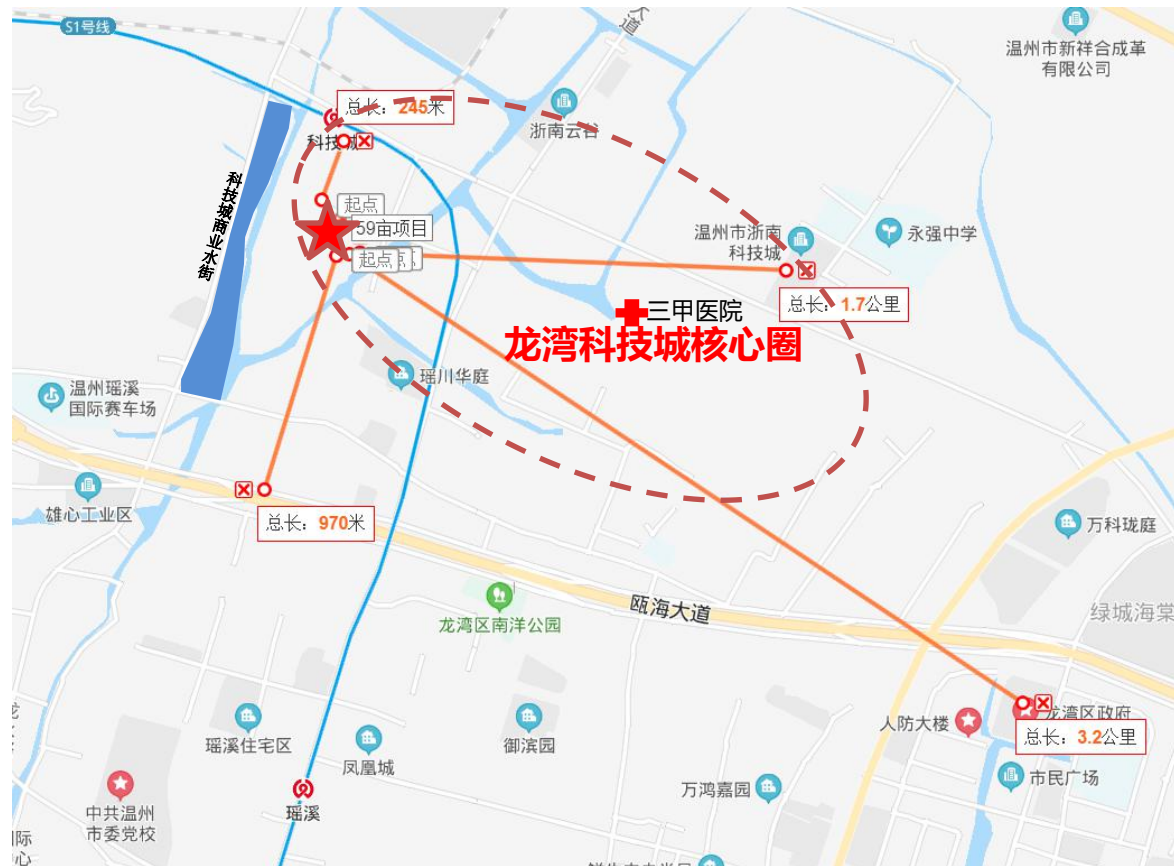 S1号线
大道
温州市新祥合成革
有限公司
总长：245米
浙南云谷
科技城
科技城商业水街
起点
59亩项目
起点
温州市浙南
科技城
永强中学
总长：1.7公里
三甲医院
龙湾科技城核心圈
瑶川华庭
温州瑶溪
国际赛车场
雄心工业区
总长：970米
万科珑庭
龙湾区南洋公园
瓯海大道
绿城海棠
瑶溪住宅区
凤凰城
御滨园
人防大楼
龙湾区政府
总长：3.2公里
市民广场
万鸿嘉园
瑶溪
中共温州
市委党校
国际
心